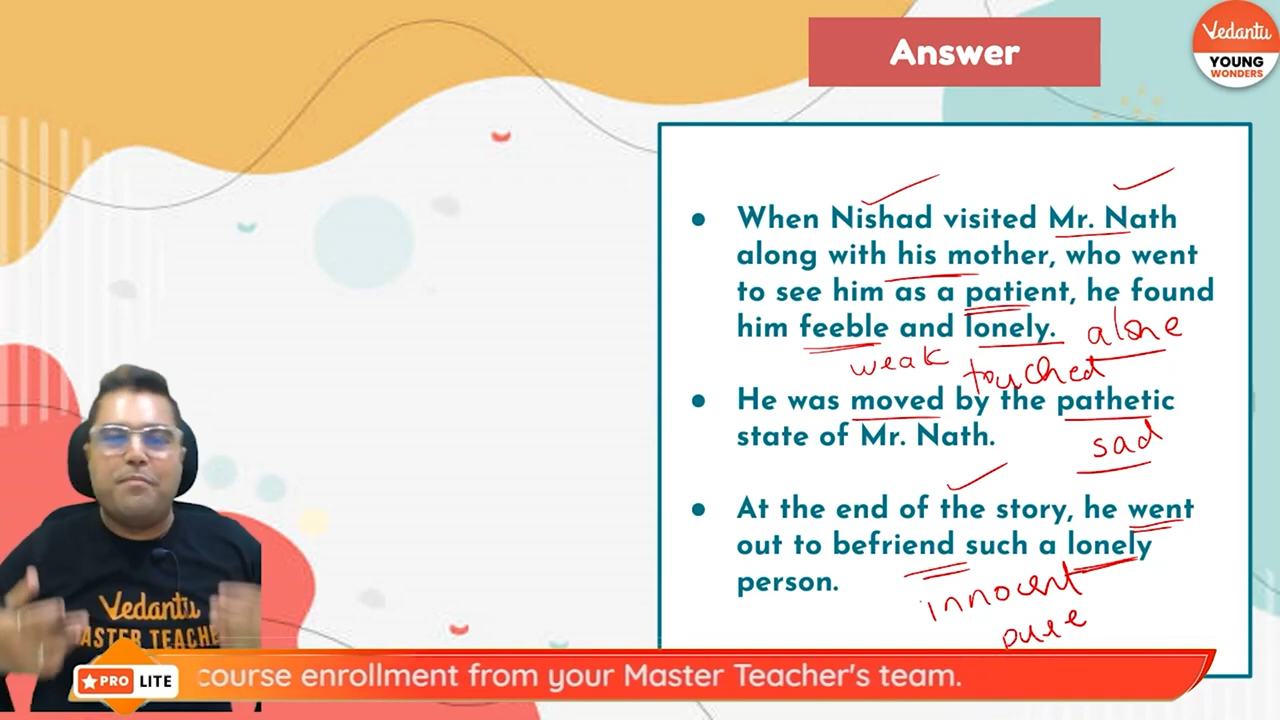 Answer
Vedantu
YOUNG
WONDERS
• When Nishad visited Mr. Nath
along with his mother, who went
to see him as a patient, he found
him feeble and lonely. alone
weak touched
• He was moved by the pathetic
state of Mr. Nath.
sad
• At the end of the story, he went
out to befriend such a lonely
person.
innocent
pure
Vedantu
MASTER TEACHE
PRO LITE course enrollment from your Master Teacher's team.